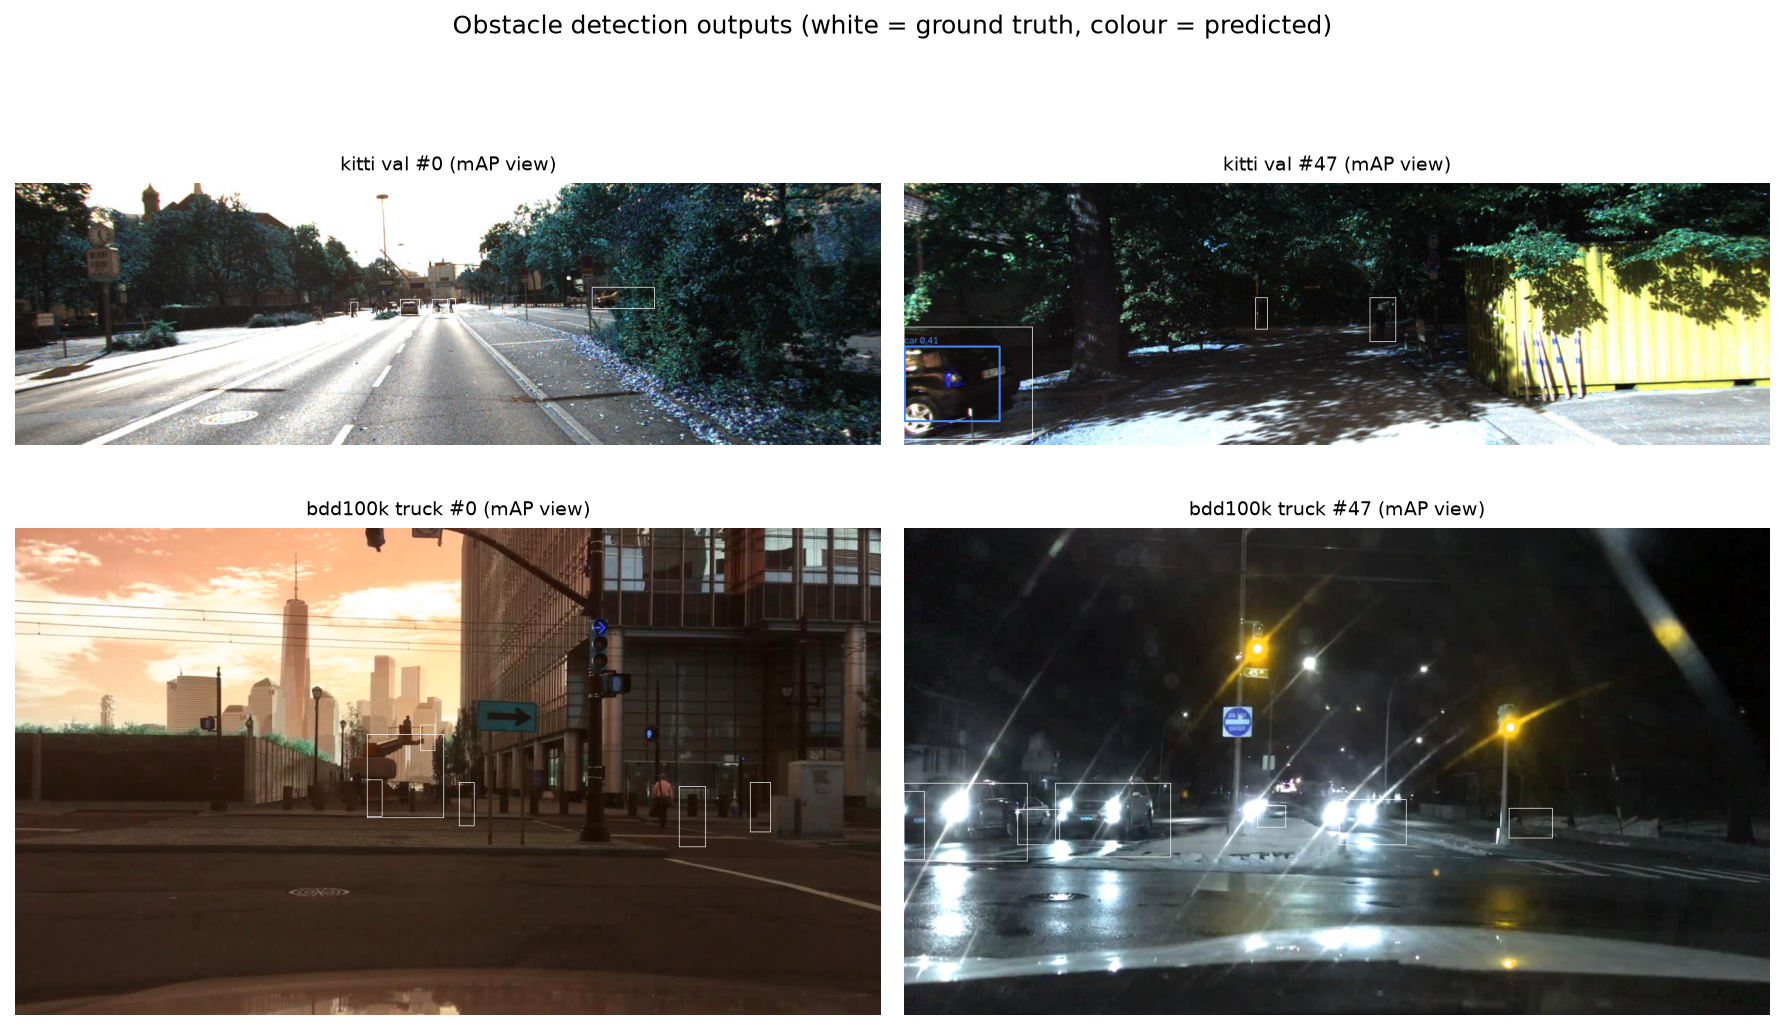 Obstacle detection outputs (white = ground truth, colour = predicted)
kitti val #0 (mAP view)
kitti val #47 (mAP view)
car 0.41
bdd100k truck #0 (mAP view)
bdd100k truck #47 (mAP view)
45